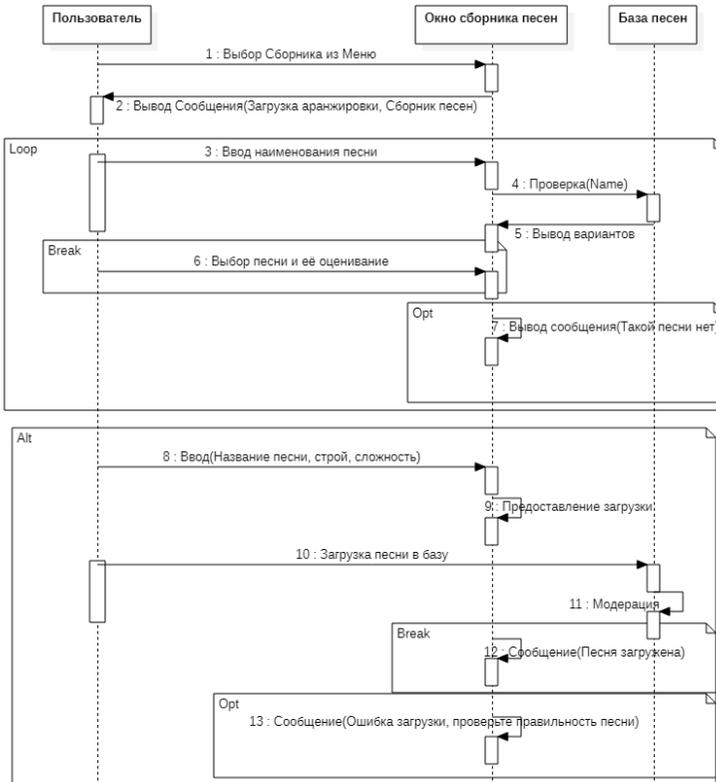 Пользователь
Окно сборника песен
База песен
1 : Выбор Сборника из Меню
2 : Вывод Сообщения(Загрузка аранжировки, Сборник песен)
Loop
3 : Ввод наименования песни
4 : Проверка(Name)
5 : Вывод вариантов
Break
6 : Выбор песни и её оценивание
Opt
7 : Вывод сообщения(Такой песни нет)
Alt
8 : Ввод(Название песни, строй, сложность)
9 : Предоставление загрузки
10 : Загрузка песни в базу
11 : Модерация
Break
12 : Сообщение(Песня загружена)
Opt
13 : Сообщение(Ошибка загрузки, проверьте правильность песни)